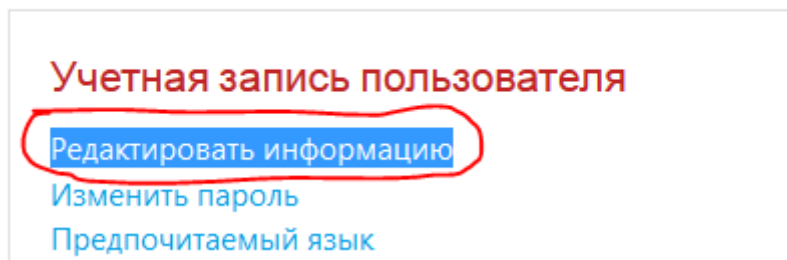 Учетная запись пользователя
Редактировать информацию
Изменить пароль
Предпочитаемый язык